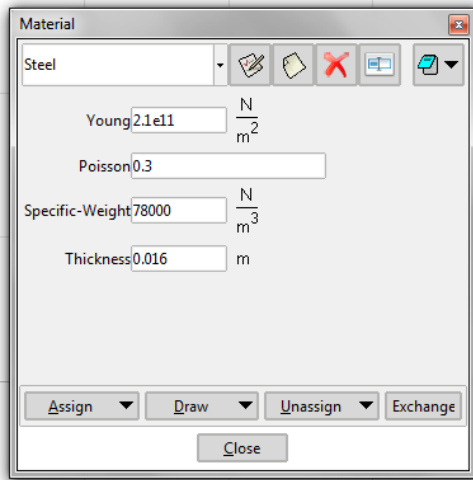 Material
Steel
Young 2.1e11 N/m²
Poisson 0.3
Specific-Weight 78000 N/m³
Thickness 0.016 m
Assign Draw Unassign Exchange
Close